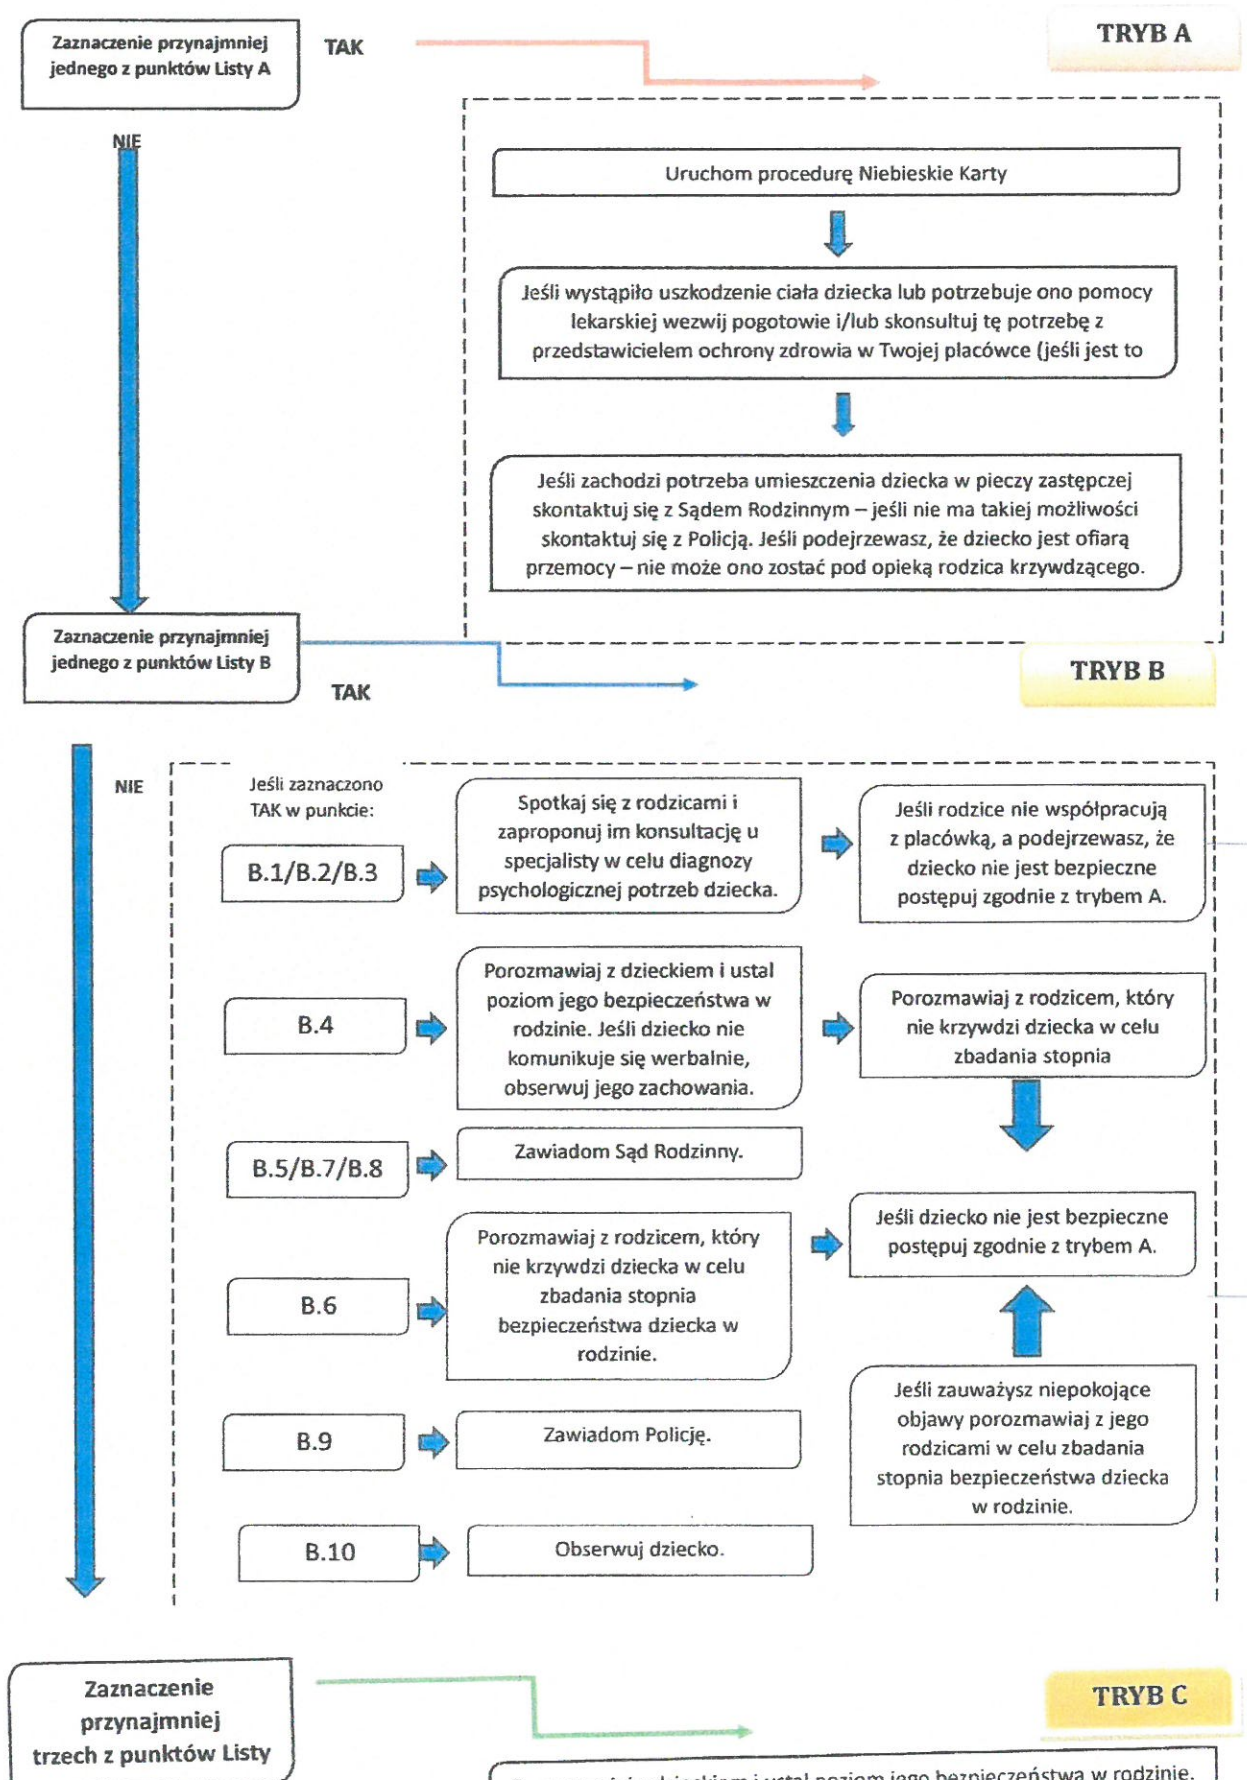 Zaznaczenie przynajmniej
jednego z punktów Listy A
TAK
TRYB A
NIE
Uruchom procedurę Niebieskie Karty
Jeśli wystąpiło uszkodzenie ciała dziecka lub potrzebuje ono pomocy
lekarskiej wezwij pogotowie i/lub skonsultuj tę potrzebę z
przedstawicielem ochrony zdrowia w Twojej placówce (jeśli jest to
Jeśli zachodzi potrzeba umieszczenia dziecka w pieczy zastępczej
skontaktuj się z Sądem Rodzinnym – jeśli nie ma takiej możliwości
skontaktuj się z Policją. Jeśli podejrzewasz, że dziecko jest ofiarą
przemocy – nie może ono zostać pod opieką rodzica krzywdzącego.
Zaznaczenie przynajmniej
jednego z punktów Listy B
TAK
TRYB B
NIE
Jeśli zaznaczono
TAK w punkcie:
B.1/B.2/B.3
Spotkaj się z rodzicami i
zaproponuj im konsultację u
specjalisty w celu diagnozy
psychologicznej potrzeb dziecka.
Jeśli rodzice nie współpracują
z placówką, a podejrzewasz, że
dziecko nie jest bezpieczne
postępuj zgodnie z trybem A.
B.4
Porozmawiaj z dzieckiem i ustal
poziom jego bezpieczeństwa w
rodzinie. Jeśli dziecko nie
komunikuje się werbalnie,
obserwuj jego zachowania.
Porozmawiaj z rodzicem, który
nie krzywdzi dziecka w celu
zbadania stopnia
B.5/B.7/B.8
Zawiadom Sąd Rodzinny.
B.6
Porozmawiaj z rodzicem, który
nie krzywdzi dziecka w celu
zbadania stopnia
bezpieczeństwa dziecka w
rodzinie.
Jeśli dziecko nie jest bezpieczne
postępuj zgodnie z trybem A.
B.9
Zawiadom Policję.
Jeśli zauważysz niepokojące
objawy porozmawiaj z jego
rodzicami w celu zbadania
stopnia bezpieczeństwa dziecka
w rodzinie.
B.10
Obserwuj dziecko.
Zaznaczenie
przynajmniej
trzech z punktów Listy
TRYB C
i ustal poziom jego bezpieczeństwa w rodzinie.